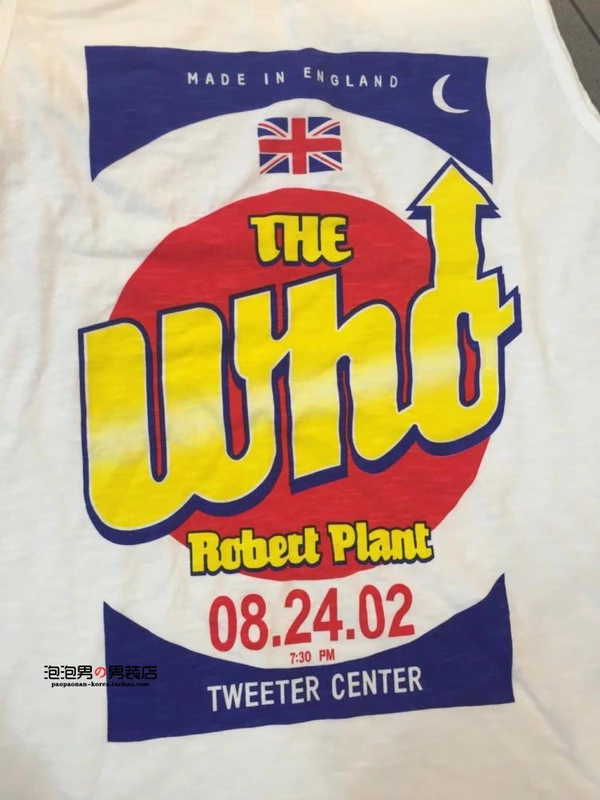 MADE IN ENGLAND
THE
Who
Robert Plant
08.24.02
7:30 PM
TWEETER CENTER
泡泡男の男装店
paopaonan-korea.taobao.com